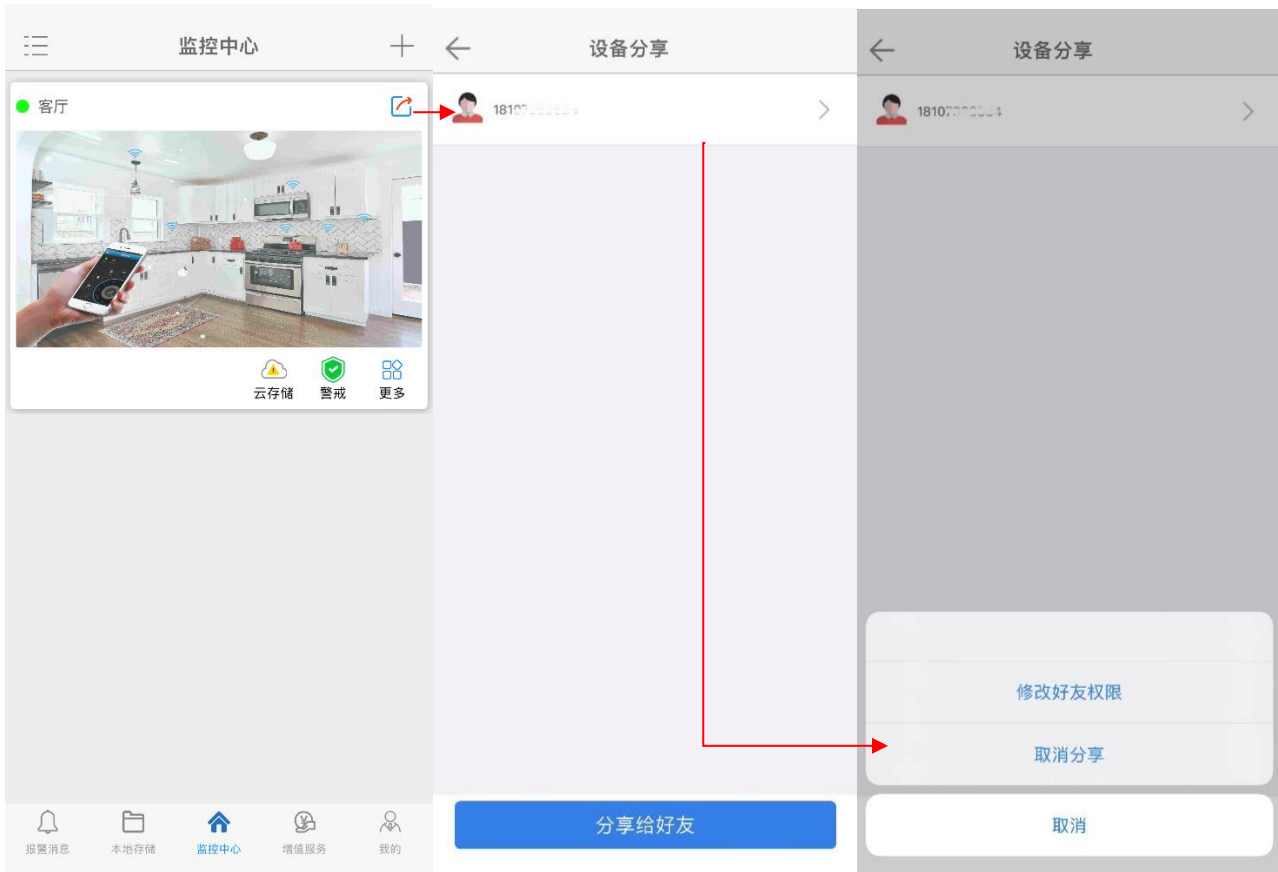 监控中心
客厅
云存储
警戒
更多
报警消息
本地存储
监控中心
增值服务
我的
设备分享
分享给好友
设备分享
修改好友权限
取消分享
取消